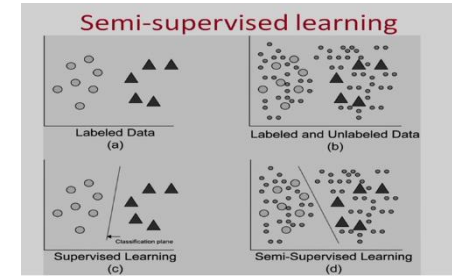 Semi-supervised learning
Labeled Data
(a)
Labeled and Unlabeled Data
(b)
Classification plane
Supervised Learning
(c)
Semi-Supervised Learning
(d)